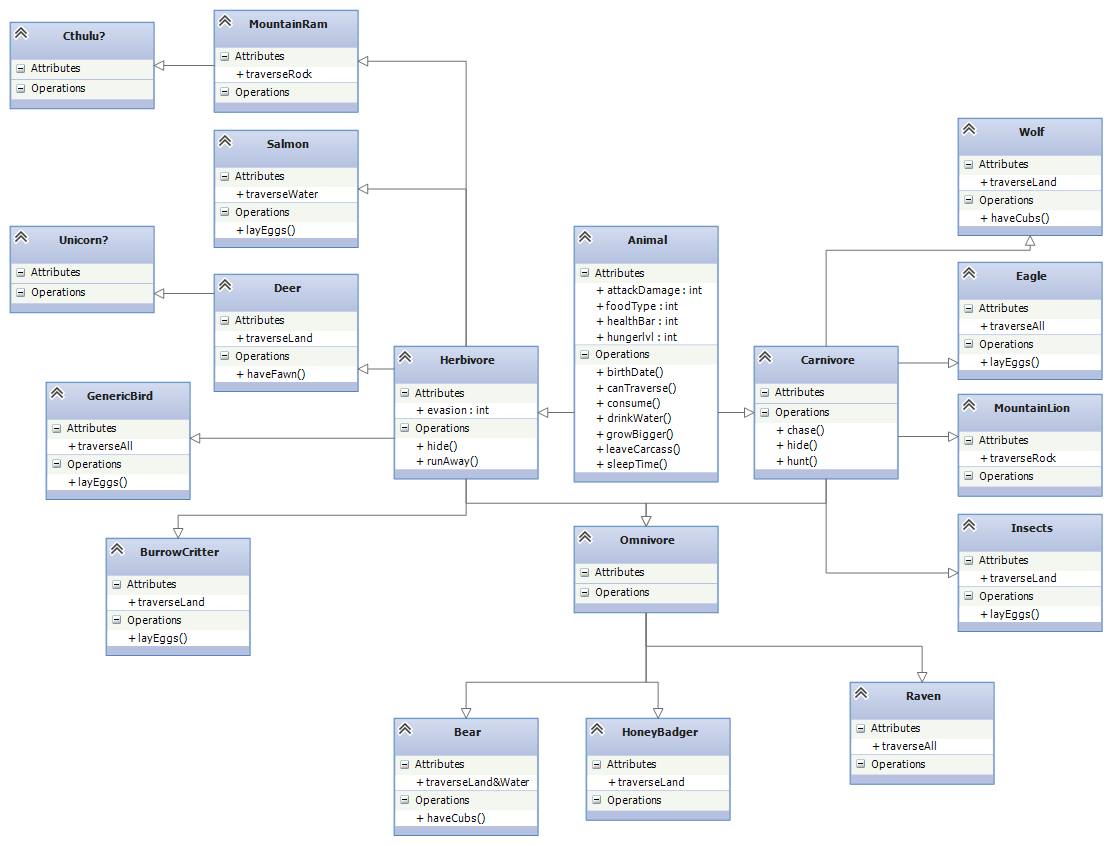 Cthulu?
Attributes
Operations
MountainRam
Attributes
+ traverseRock
Operations
Salmon
Attributes
+ traverseWater
Operations
+ layEggs()
Unicorn?
Attributes
Operations
Deer
Attributes
+ traverseLand
Operations
+ haveFawn()
GenericBird
Attributes
+ traverseAll
Operations
+ layEggs()
Herbivore
Attributes
+ evasion : int
Operations
+ hide()
+ runAway()
Animal
Attributes
+ attackDamage : int
+ foodType : int
+ healthBar : int
+ hungerlvl : int
Operations
+ birthDate()
+ canTraverse()
+ consume()
+ drinkWater()
+ growBigger()
+ leaveCarcass()
+ sleepTime()
Carnivore
Attributes
Operations
+ chase()
+ hide()
+ hunt()
Wolf
Attributes
+ traverseLand
Operations
+ haveCubs()
Eagle
Attributes
+ traverseAll
Operations
+ layEggs()
MountainLion
Attributes
+ traverseRock
Operations
Insects
Attributes
+ traverseLand
Operations
+ layEggs()
BurrowCritter
Attributes
+ traverseLand
Operations
+ layEggs()
Omnivore
Attributes
Operations
Bear
Attributes
+ traverseLand&Water
Operations
+ haveCubs()
HoneyBadger
Attributes
+ traverseLand
Operations
Raven
Attributes
+ traverseAll
Operations